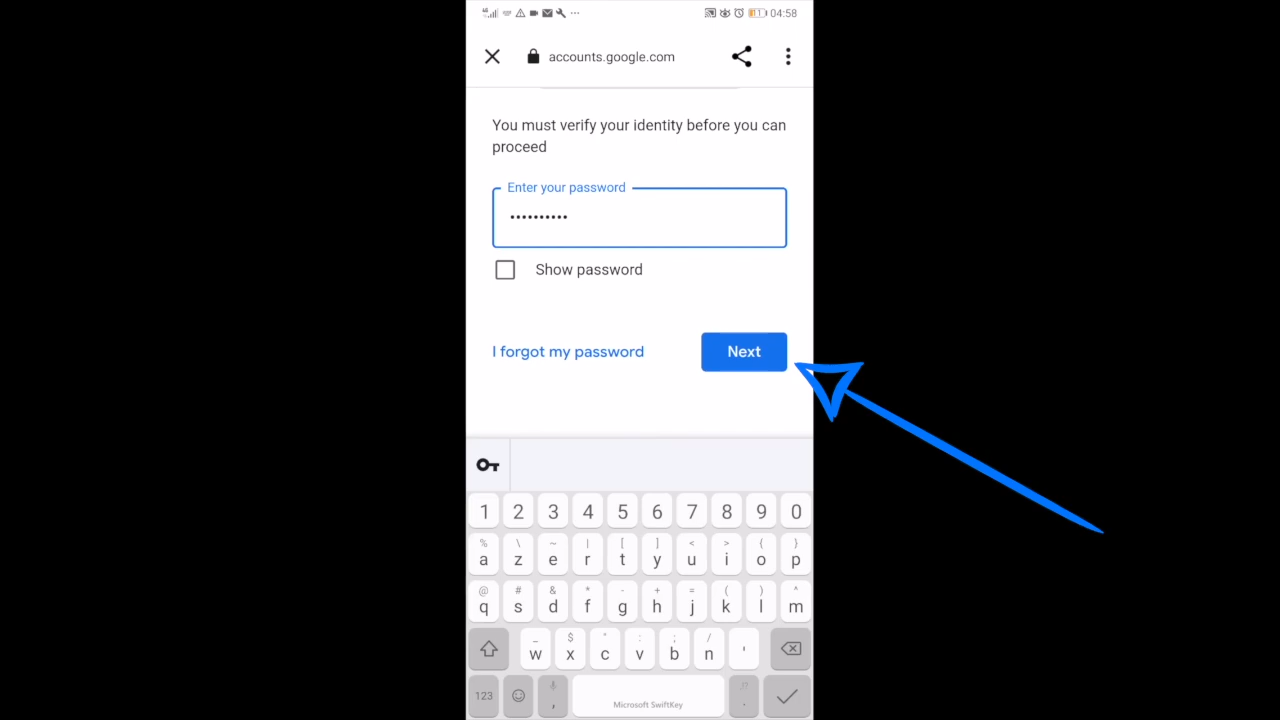 04:58
accounts.google.com
You must verify your identity before you can
proceed
Enter your password
••••••••••
Show password
I forgot my password
Next
1 2 3 4 5 6 7 8 9 0
% \ ~ | [ ] < > { }
a z e r t y u i o p
@ # & * - + = ( ) ^
q s d f g h j k l m
_ $ " : ; /
w x c v b n '
123 , Microsoft SwiftKey .